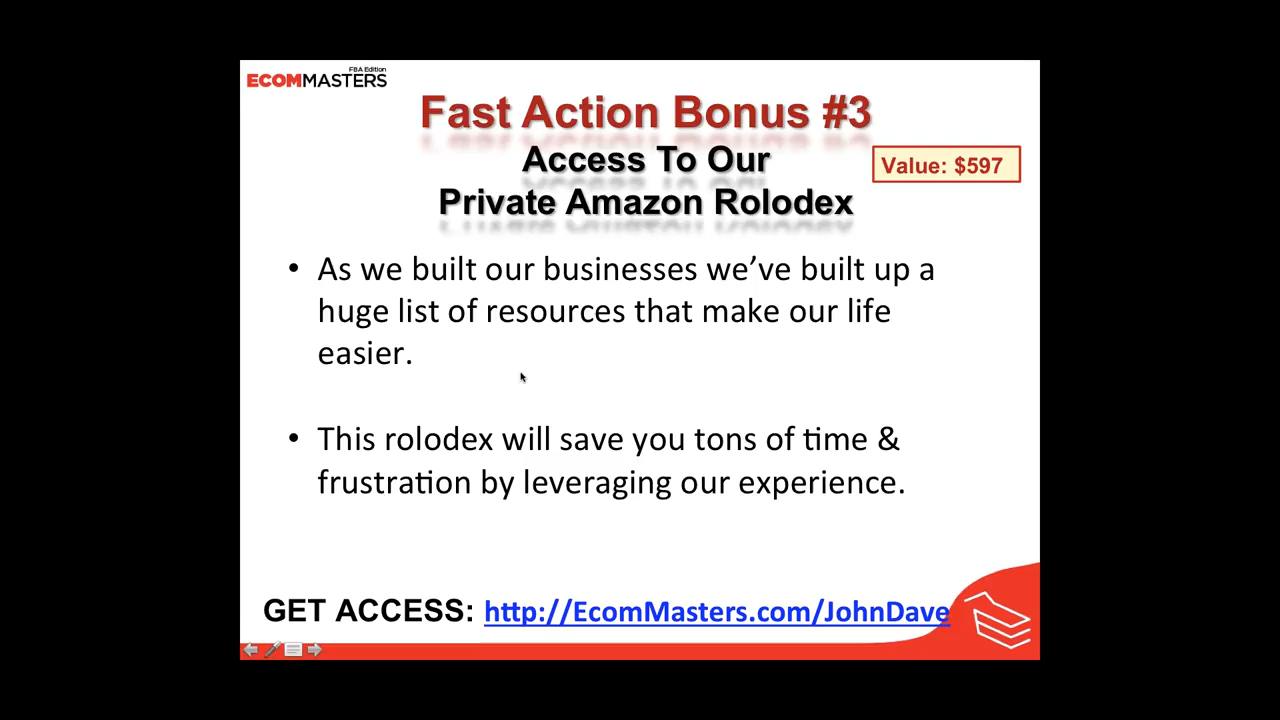 FBA Edition
ECOMMASTERS
Fast Action Bonus #3
Access To Our
Value: $597
Private Amazon Rolodex
• As we built our businesses we’ve built up a
huge list of resources that make our life
easier.
• This rolodex will save you tons of time &
frustration by leveraging our experience.
GET ACCESS: http://EcomMasters.com/JohnDave